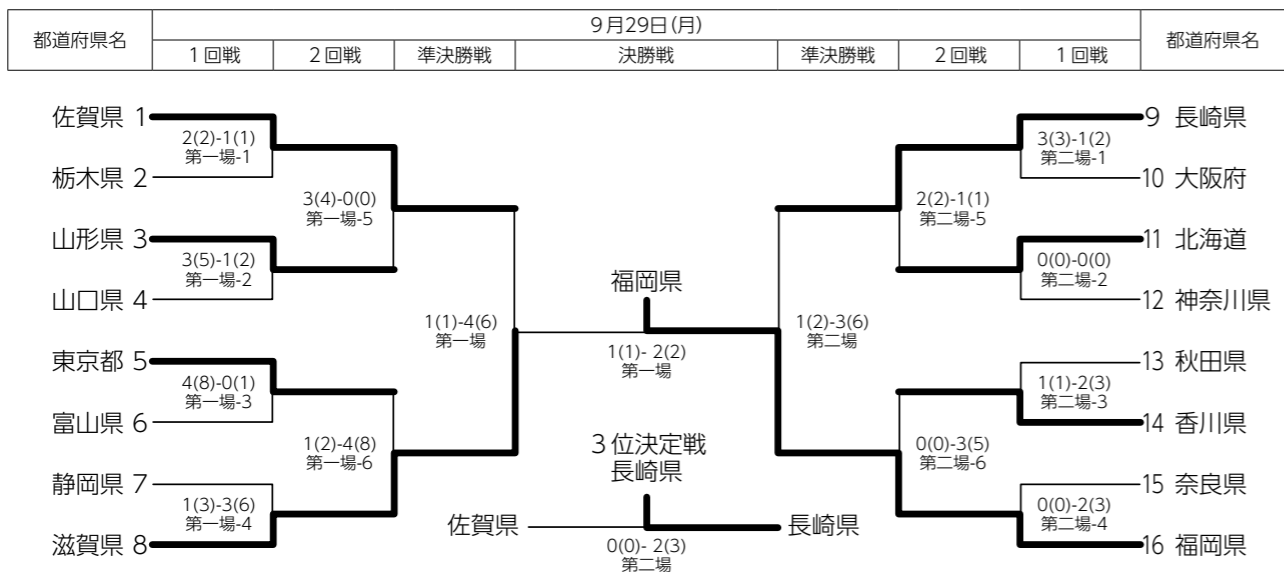 都道府県名
9月29日(月)
都道府県名
1回戦 2回戦 準決勝戦 決勝戦 準決勝戦 2回戦 1回戦
佐賀県 1
2(2)-1(1)
第一場-1
栃木県 2
3(4)-0(0)
第一場-5
山形県 3
3(5)-1(2)
第一場-2
山口県 4
1(1)-4(6)
第一場
東京都 5
4(8)-0(1)
第一場-3
富山県 6
1(2)-4(8)
第一場-6
静岡県 7
1(3)-3(6)
第一場-4
滋賀県 8
福岡県
1(1)- 2(2)
第一場
3位決定戦
長崎県
佐賀県
長崎県
0(0)- 2(3)
第二場
9 長崎県
3(3)-1(2)
第二場-1
10 大阪府
2(2)-1(1)
第二場-5
11 北海道
0(0)-0(0)
第二場-2
12 神奈川県
1(2)-3(6)
第二場
13 秋田県
1(1)-2(3)
第二場-3
14 香川県
0(0)-3(5)
第二場-6
15 奈良県
0(0)-2(3)
第二場-4
16 福岡県